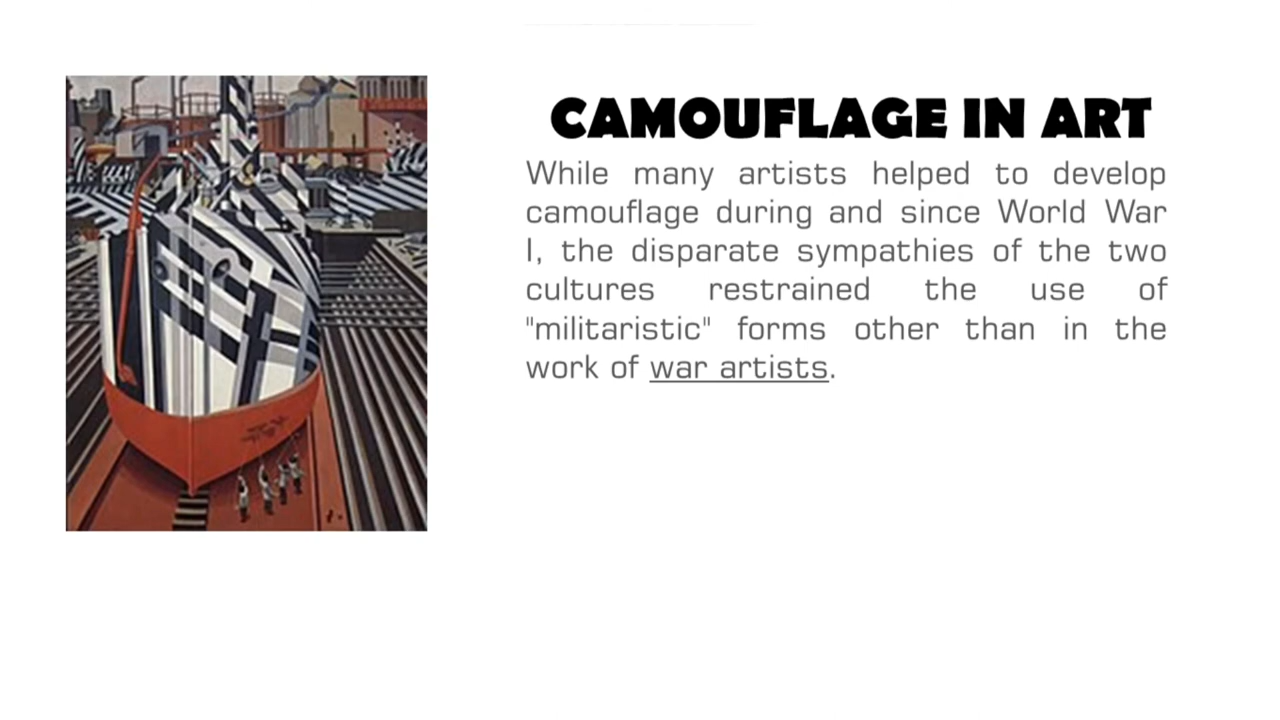 CAMOUFLAGE IN ART
While many artists helped to develop
camouflage during and since World War
I, the disparate sympathies of the two
cultures restrained the use of
"militaristic" forms other than in the
work of war artists.